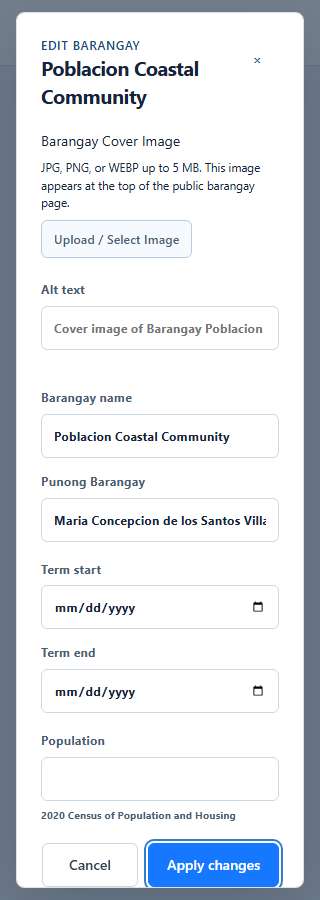 EDIT BARANGAY
Poblacion Coastal
Community
×
Barangay Cover Image
JPG, PNG, or WEBP up to 5 MB. This image
appears at the top of the public barangay
page.
Upload / Select Image
Alt text
Cover image of Barangay Poblacion
Barangay name
Poblacion Coastal Community
Punong Barangay
Maria Concepcion de los Santos Villa
Term start
mm/dd/yyyy
Term end
mm/dd/yyyy
Population
2020 Census of Population and Housing
Cancel
Apply changes